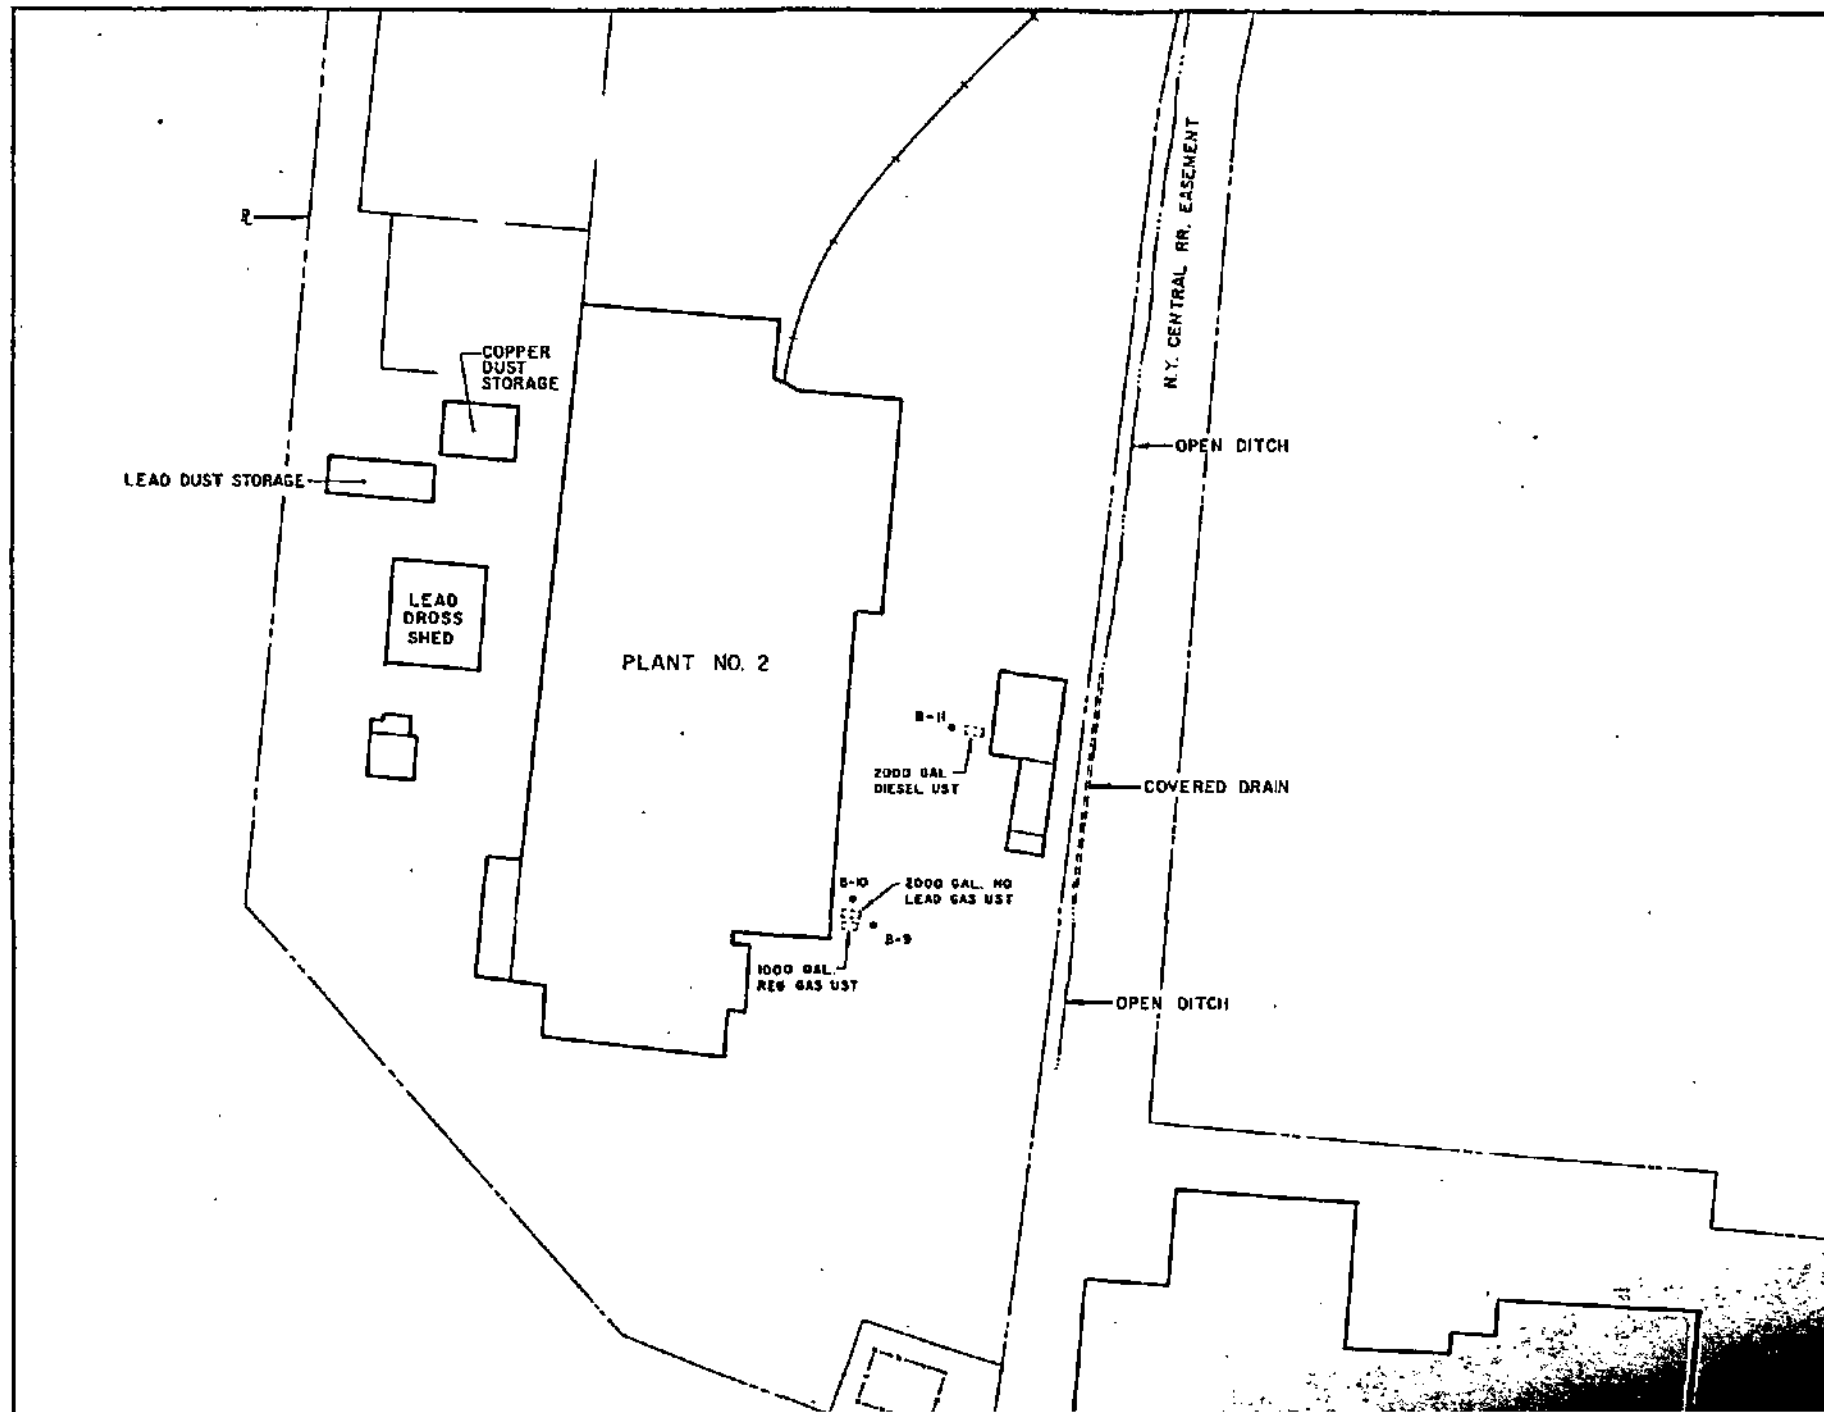 N.Y. CENTRAL RR. EASEMENT
PL
COPPER
DUST
STORAGE
OPEN DITCH
LEAD DUST STORAGE
LEAD
DROSS
SHED
PLANT NO. 2
B-11
2000 GAL
DIESEL UST
COVERED DRAIN
B-10
2000 GAL. NO
LEAD GAS UST
B-9
1000 GAL.
REG GAS UST
OPEN DITCH